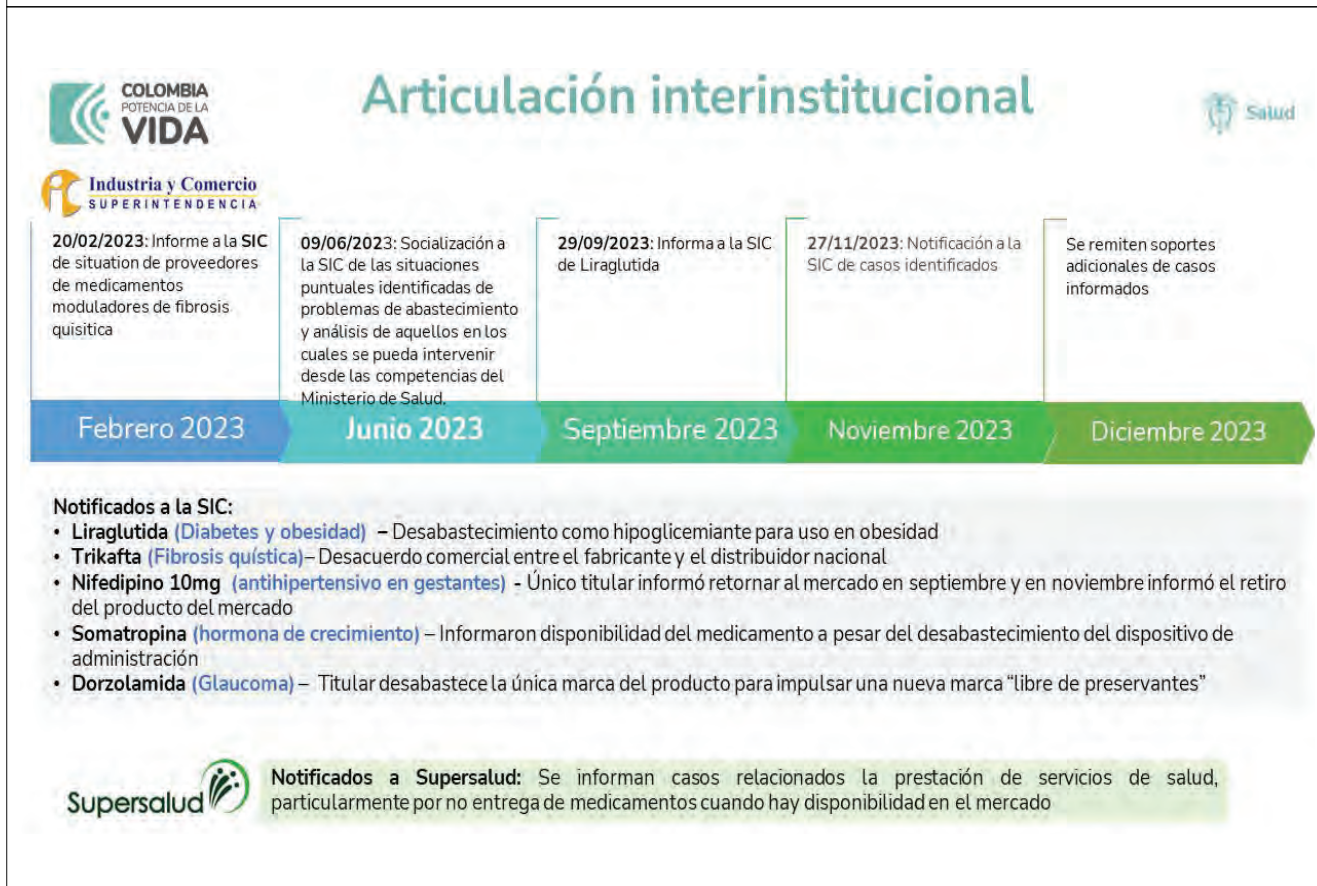 COLOMBIA
POTENCIA DE LA
VIDA
Articulación interinstitucional
Salud
Industria y Comercio
SUPERINTENDENCIA
20/02/2023: Informe a la SIC
de situation de proveedores
de medicamentos
moduladores de fibrosis
quisitica
09/06/2023: Socialización a
la SIC de las situaciones
puntuales identificadas de
problemas de abastecimiento
y análisis de aquellos en los
cuales se pueda intervenir
desde las competencias del
Ministerio de Salud.
29/09/2023: Informa a la SIC
de Liraglutida
27/11/2023: Notificación a la
SIC de casos identificados
Se remiten soportes
adicionales de casos
informados
Febrero 2023
Junio 2023
Septiembre 2023
Noviembre 2023
Diciembre 2023
Notificados a la SIC:
• Liraglutida (Diabetes y obesidad) – Desabastecimiento como hipoglicemiante para uso en obesidad
• Trikafta (Fibrosis quística)– Desacuerdo comercial entre el fabricante y el distribuidor nacional
• Nifedipino 10mg (antihipertensivo en gestantes) - Único titular informó retornar al mercado en septiembre y en noviembre informó el retiro
del producto del mercado
• Somatropina (hormona de crecimiento) – Informaron disponibilidad del medicamento a pesar del desabastecimiento del dispositivo de
administración
• Dorzolamida (Glaucoma) – Titular desabastece la única marca del producto para impulsar una nueva marca “libre de preservantes”
Supersalud
Notificados a Supersalud: Se informan casos relacionados la prestación de servicios de salud,
particularmente por no entrega de medicamentos cuando hay disponibilidad en el mercado